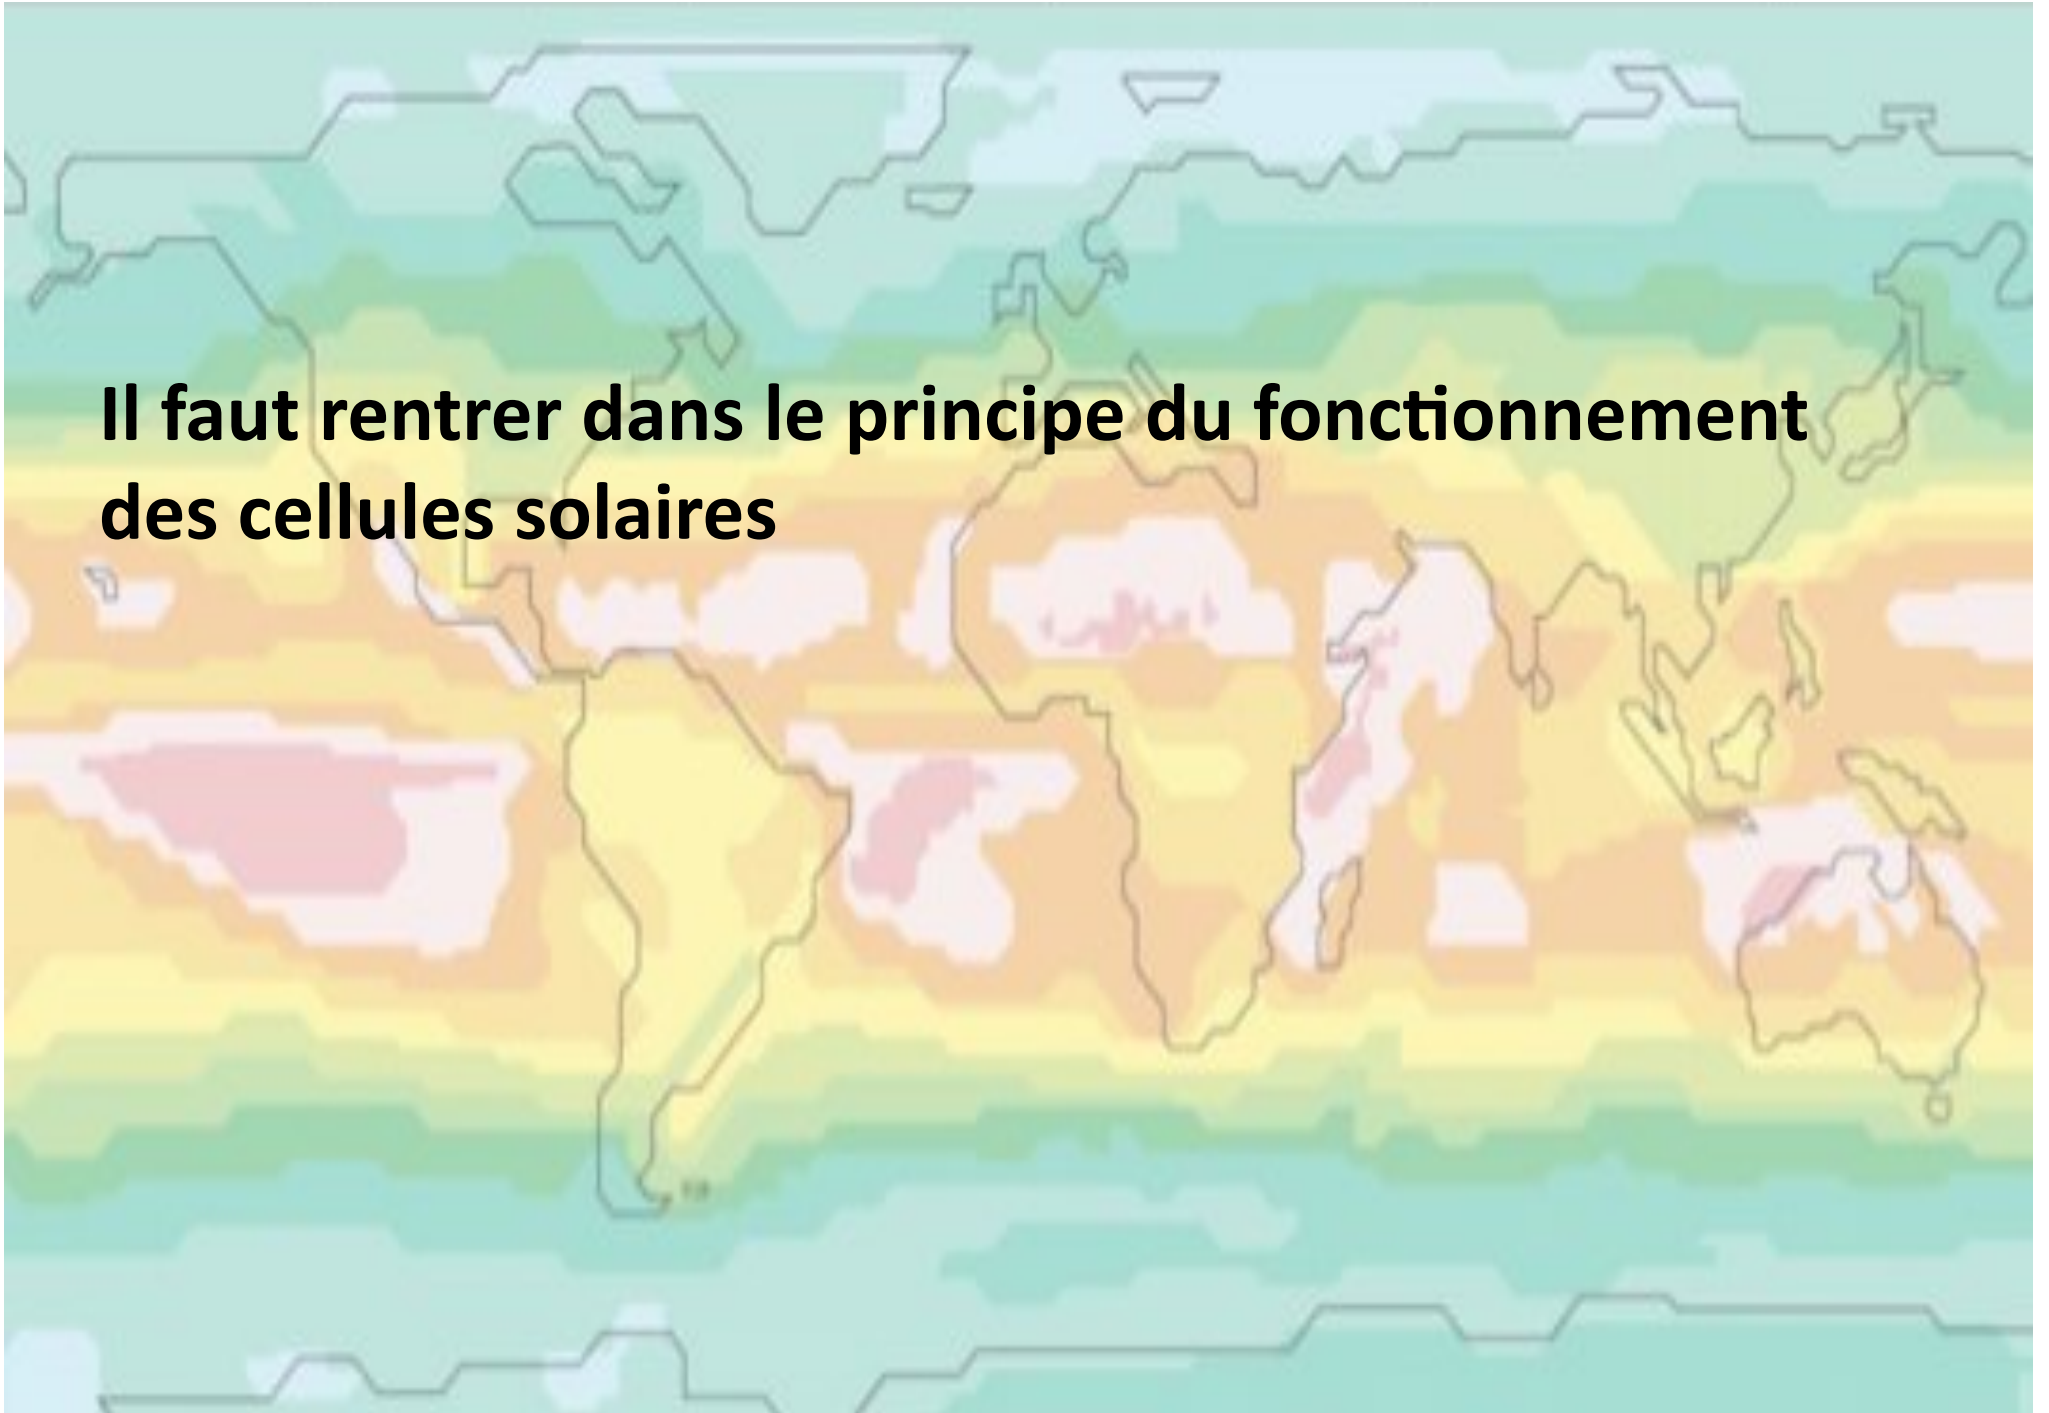 Il faut rentrer dans le principe du fonctionnement
des cellules solaires